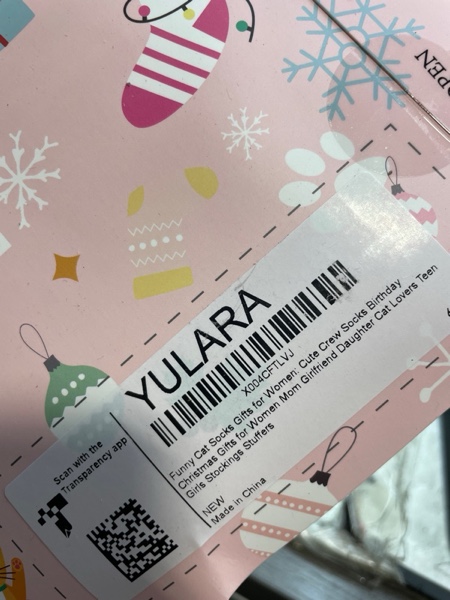 OPEN
YULARA
X004CFTLVJ
Funny Cat Socks Gifts for Women: Cute Crew Socks Birthday
Christmas Gifts for Women Mom Girlfriend Daughter Cat Lovers Teen
Girls Stockings Stuffers
NEW
Made in China
Scan with the
Transparency app